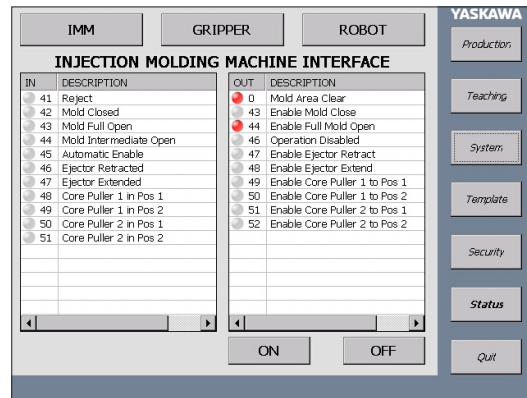 YASKAWA
IMM GRIPPER ROBOT
Production
INJECTION MOLDING MACHINE INTERFACE
IN DESCRIPTION
41 Reject
42 Mold Closed
43 Mold Full Open
44 Mold Intermediate Open
45 Automatic Enable
46 Ejector Retracted
47 Ejector Extended
48 Core Puller 1 in Pos 1
49 Core Puller 1 in Pos 2
50 Core Puller 2 in Pos 1
51 Core Puller 2 in Pos 2
OUT DESCRIPTION
0 Mold Area Clear
43 Enable Mold Close
44 Enable Full Mold Open
46 Operation Disabled
47 Enable Ejector Retract
48 Enable Ejector Extend
49 Enable Core Puller 1 to Pos 1
50 Enable Core Puller 1 to Pos 2
51 Enable Core Puller 2 to Pos 1
52 Enable Core Puller 2 to Pos 2
ON OFF
Teaching
System
Template
Security
Status
Quit